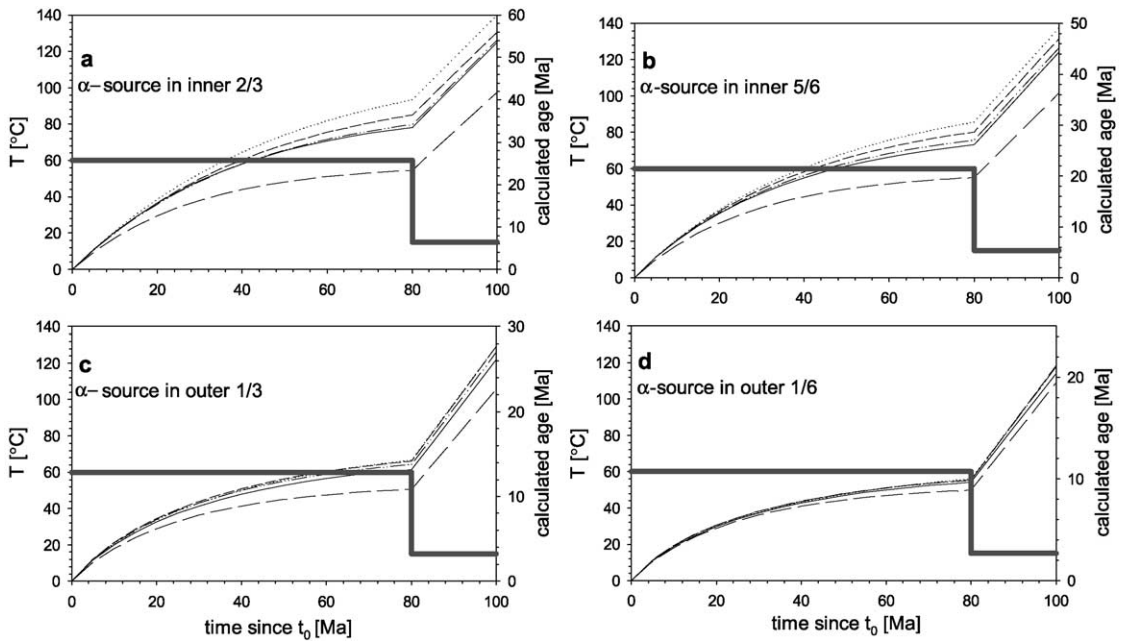 a
α– source in inner 2/3
T [°C]
140
120
100
80
60
40
20
0
0 20 40 60 80 100
60
50
40
30
20
10
0
calculated age [Ma]
b
α-source in inner 5/6
T [°C]
140
120
100
80
60
40
20
0
0 20 40 60 80 100
50
40
30
20
10
0
calculated age [Ma]
c
α– source in outer 1/3
T [°C]
140
120
100
80
60
40
20
0
0 20 40 60 80 100
time since t0 [Ma]
30
20
10
0
calculated age [Ma]
d
α-source in outer 1/6
T [°C]
140
120
100
80
60
40
20
0
0 20 40 60 80 100
time since t0 [Ma]
20
10
0
calculated age [Ma]